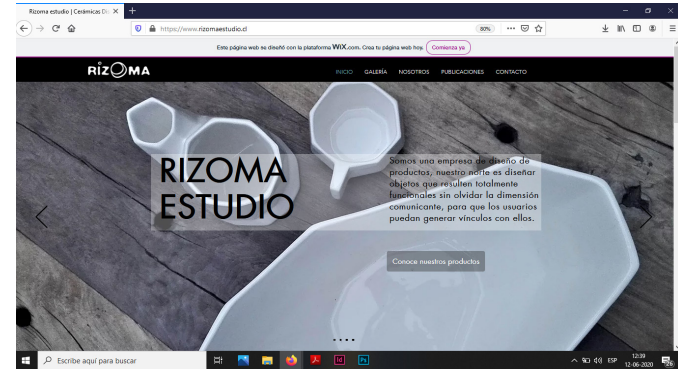 Rizoma estudio | Cerámicas Di
https://www.rizomaestudio.cl
80%
Este página web se diseñó con la plataforma WiX.com. Crea tu página web hoy. Comienza ya
RÌZOMA
INICIO GALERÍA NOSOTROS PUBLICACIONES CONTACTO
RIZOMA
ESTUDIO
Somos una empresa de diseño de
productos, nuestro norte es diseñar
objetos que resulten totalmente
funcionales sin olvidar la dimensión
comunicante, para que los usuarios
puedan generar vínculos con ellos.
Conoce nuestros productos
Escribe aquí para buscar
ESP
12:39
12-06-2020
26